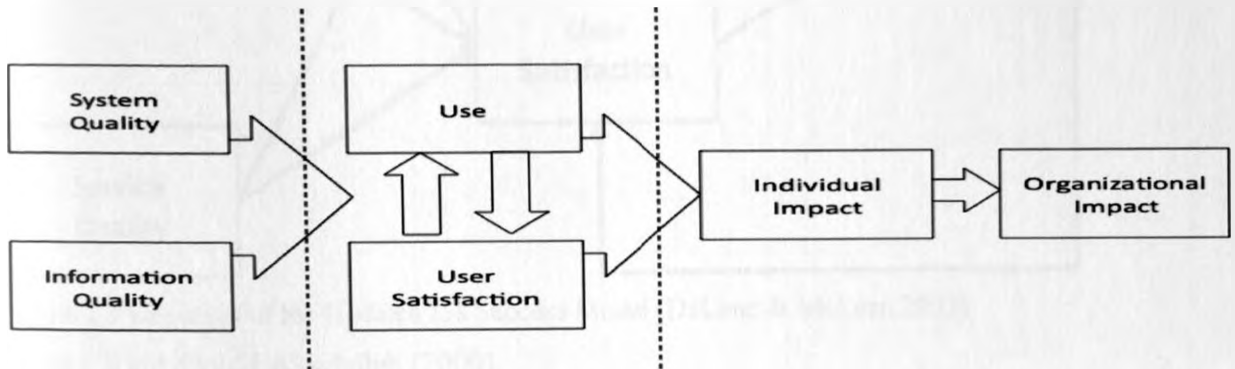 System
Quality
Use
Individual
Impact
Organizational
Impact
Information
Quality
User
Satisfaction